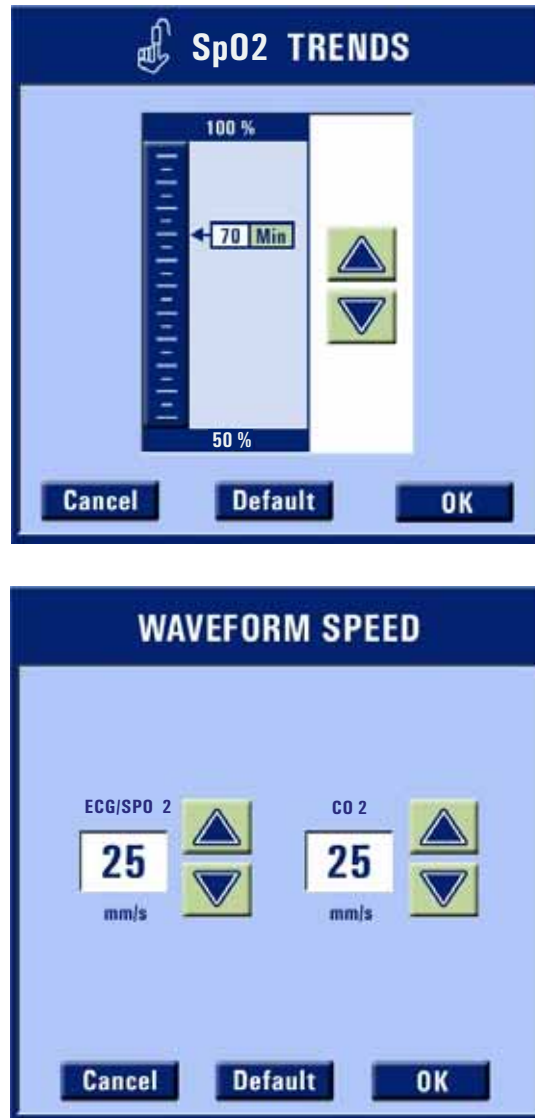 SpO2 TRENDS
100 %
70 Min
50 %
Cancel Default OK
WAVEFORM SPEED
ECG/SPO 2 CO 2
25 25
mm/s mm/s
Cancel Default OK